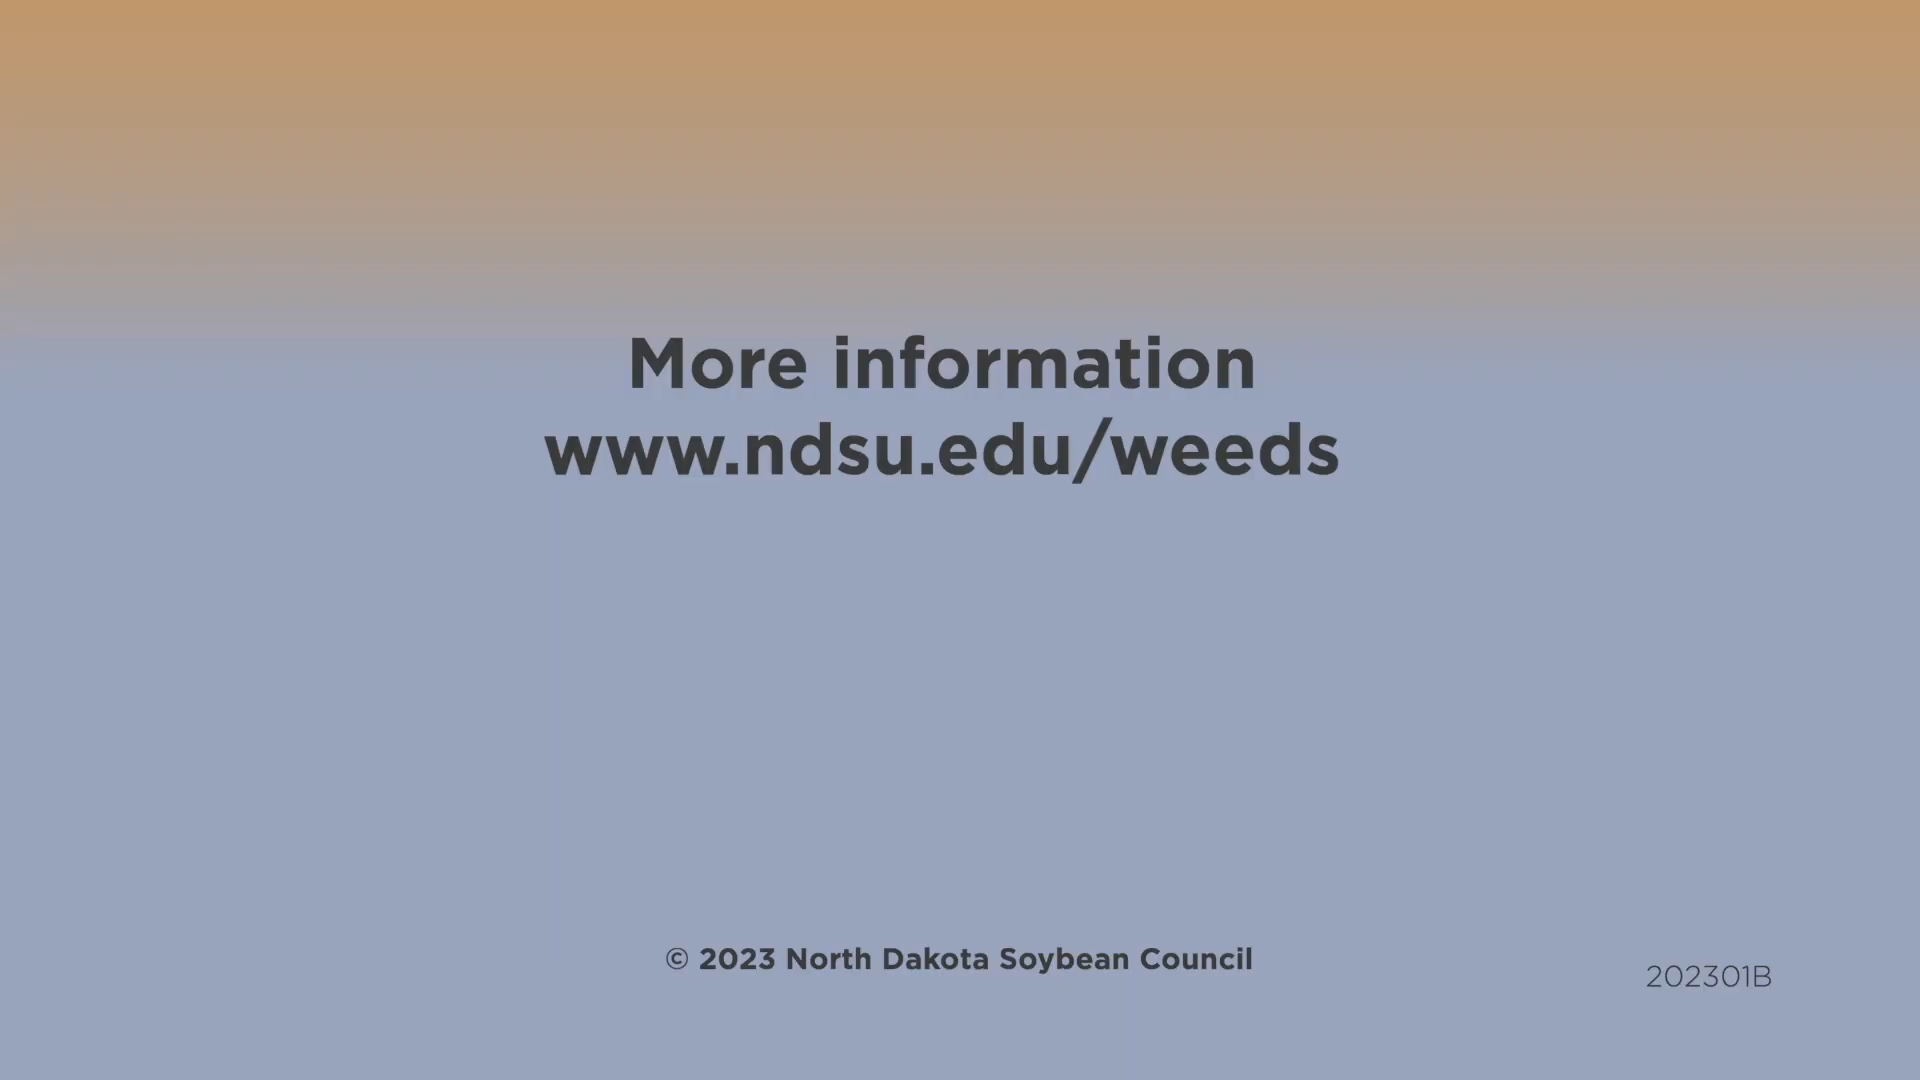 More information
www.ndsu.edu/weeds
© 2023 North Dakota Soybean Council
202301B